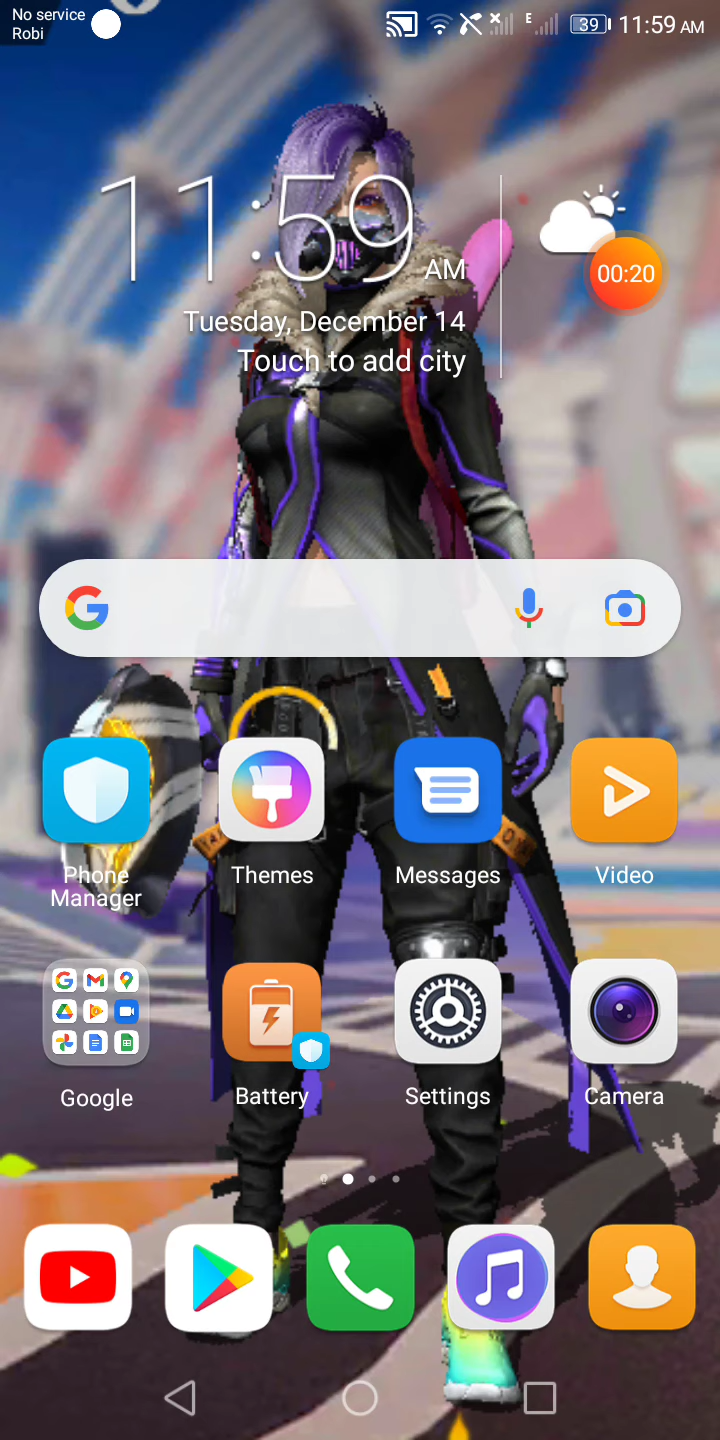 No service
Robi
39
11:59 AM
11:59 AM
00:20
Tuesday, December 14
Touch to add city
Phone
Manager
Themes
Messages
Video
Google
Battery
Settings
Camera